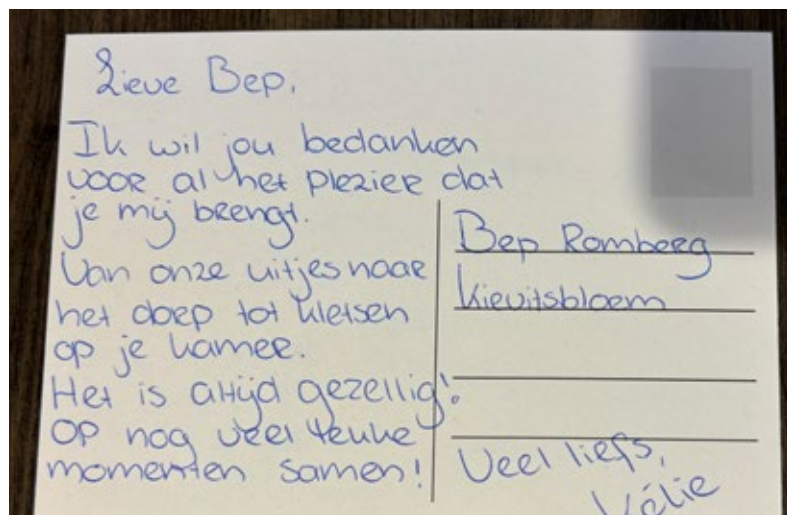 Lieve Bep,
Ik wil jou bedanken
voor al het plezier dat
je mij brengt.
Van onze uitjes naar
het dorp tot kletsen
op je kamer.
Het is altijd gezellig!
Op nog veel leuke
momenten samen!
Bep Romberg
Kievitsbloem
Veel liefs,